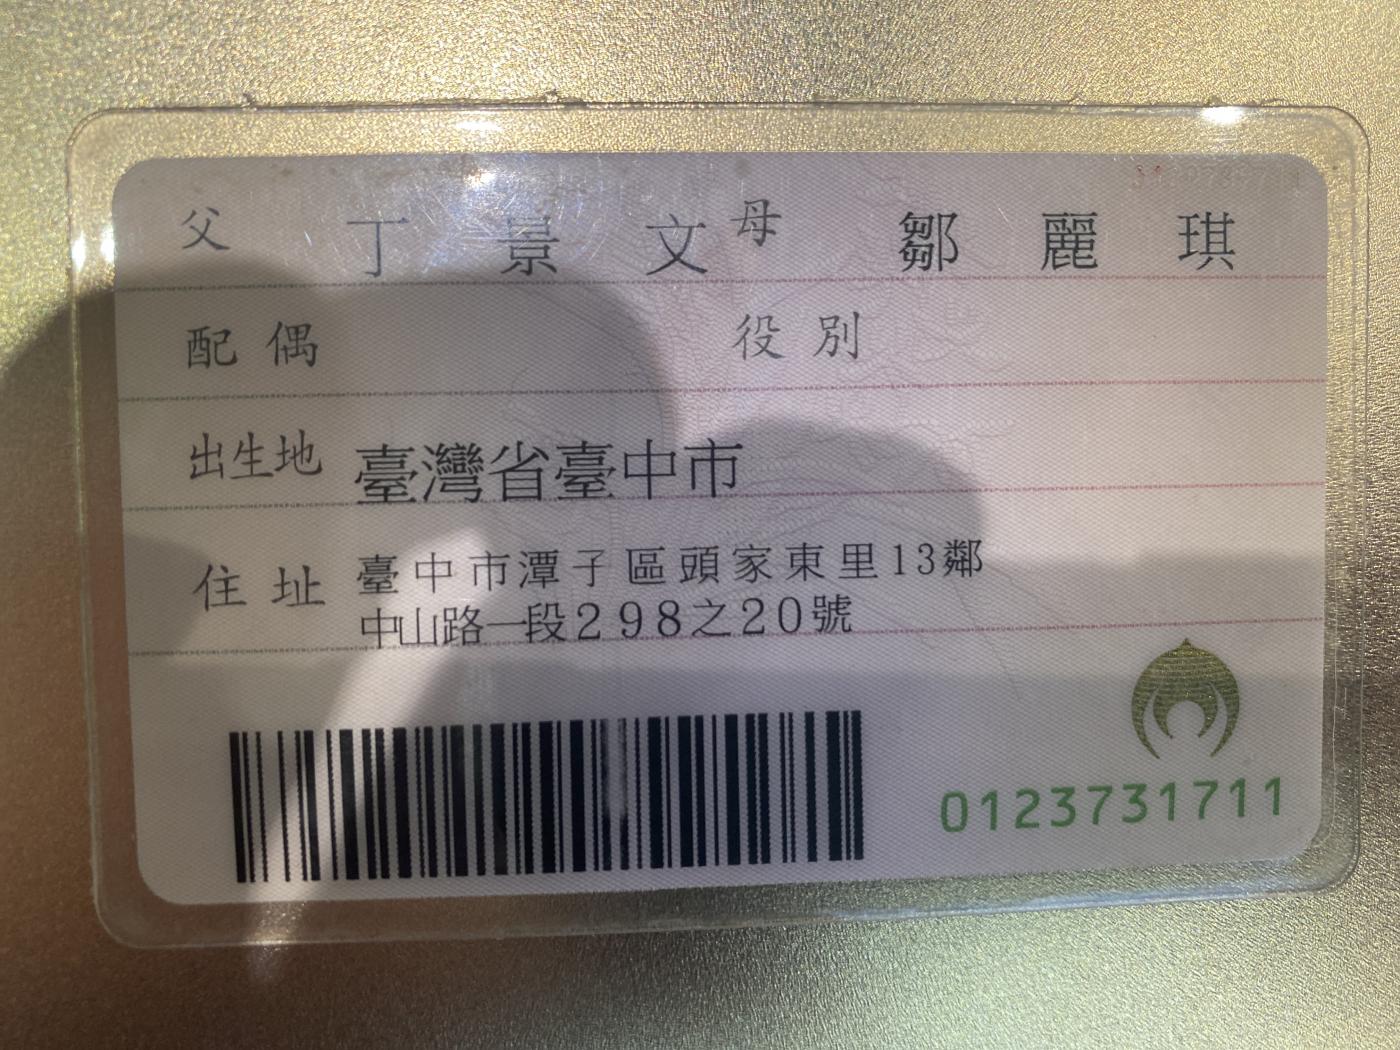 父 丁景文 母 鄒麗琪
配偶 役別
出生地 臺灣省臺中市
住址 臺中市潭子區頭家東里13鄰
中山路一段298之20號
0123731711